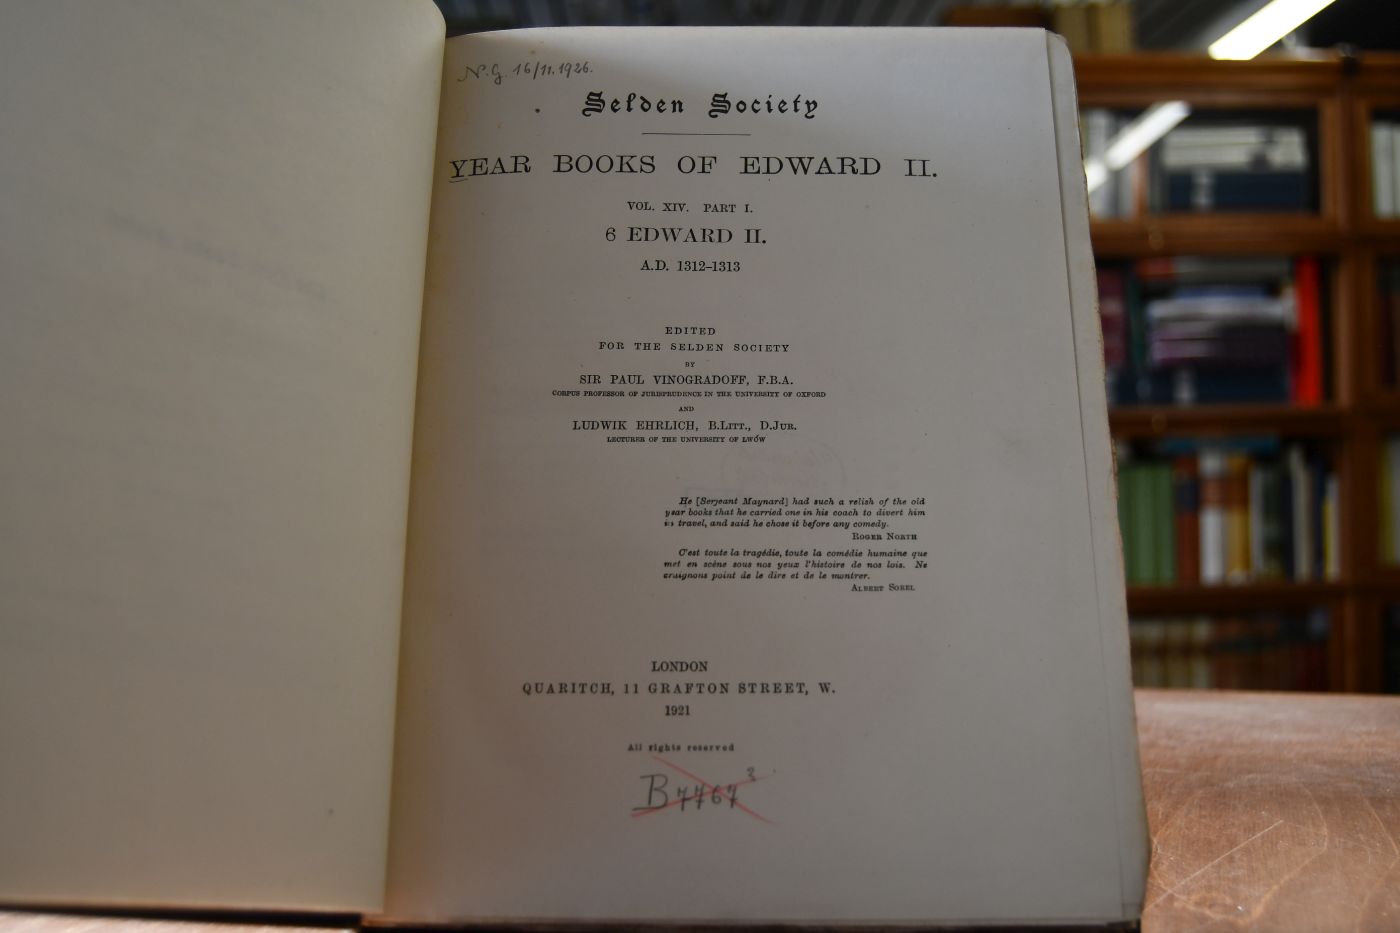 N.G. 16/11.1926.
Selden Society
YEAR BOOKS OF EDWARD II.
VOL. XIV. PART I.
6 EDWARD II.
A.D. 1312–1313
EDITED
FOR THE SELDEN SOCIETY
BY
SIR PAUL VINOGRADOFF, F.B.A.
CORPUS PROFESSOR OF JURISPRUDENCE IN THE UNIVERSITY OF OXFORD
AND
LUDWIK EHRLICH, B.LITT., D.JUR.
LECTURER OF THE UNIVERSITY OF LWÓW
He [Serjeant Maynard] had such a relish of the old
year books that he carried one in his coach to divert him
in travel, and said he chose it before any comedy.
ROGER NORTH
C'est toute la tragédie, toute la comédie humaine que
met en scène sous nos yeux l'histoire de nos lois. Ne
craignons point de le dire et de le montrer.
ALBERT SOREL
LONDON
QUARITCH, 11 GRAFTON STREET, W.
1921
All rights reserved
B 7767²